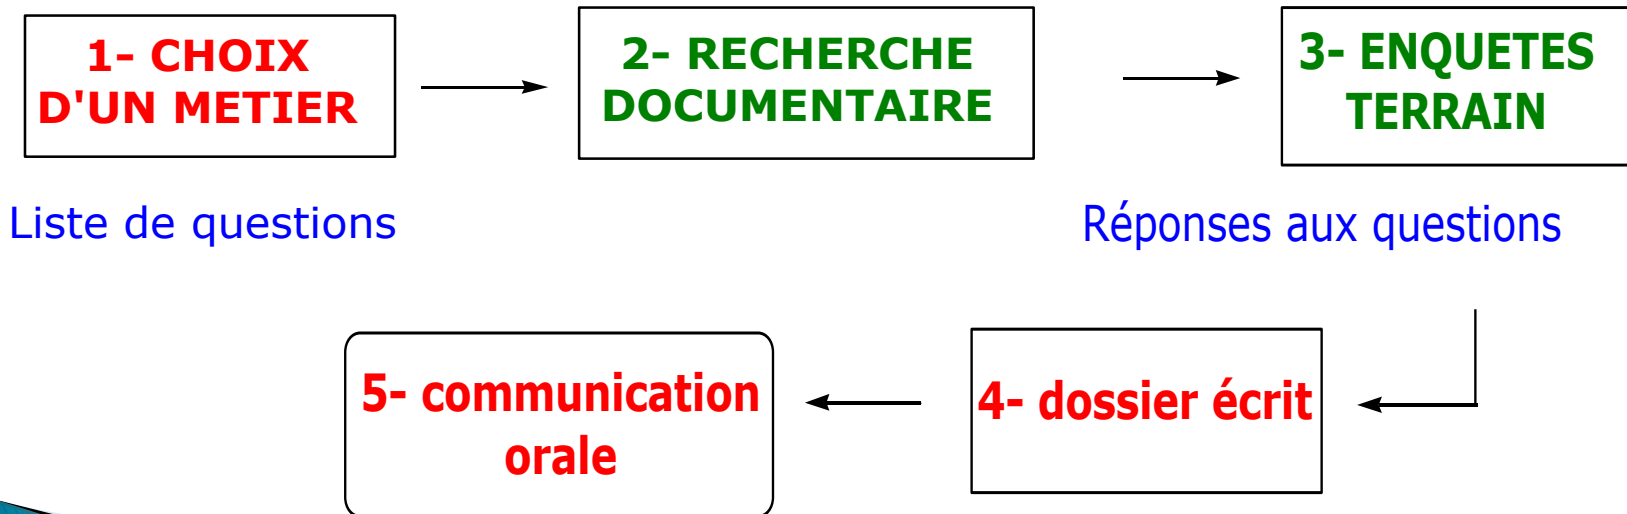 1- CHOIX
D'UN METIER
2- RECHERCHE
DOCUMENTAIRE
3- ENQUETES
TERRAIN
Liste de questions
Réponses aux questions
5- communication
orale
4- dossier écrit